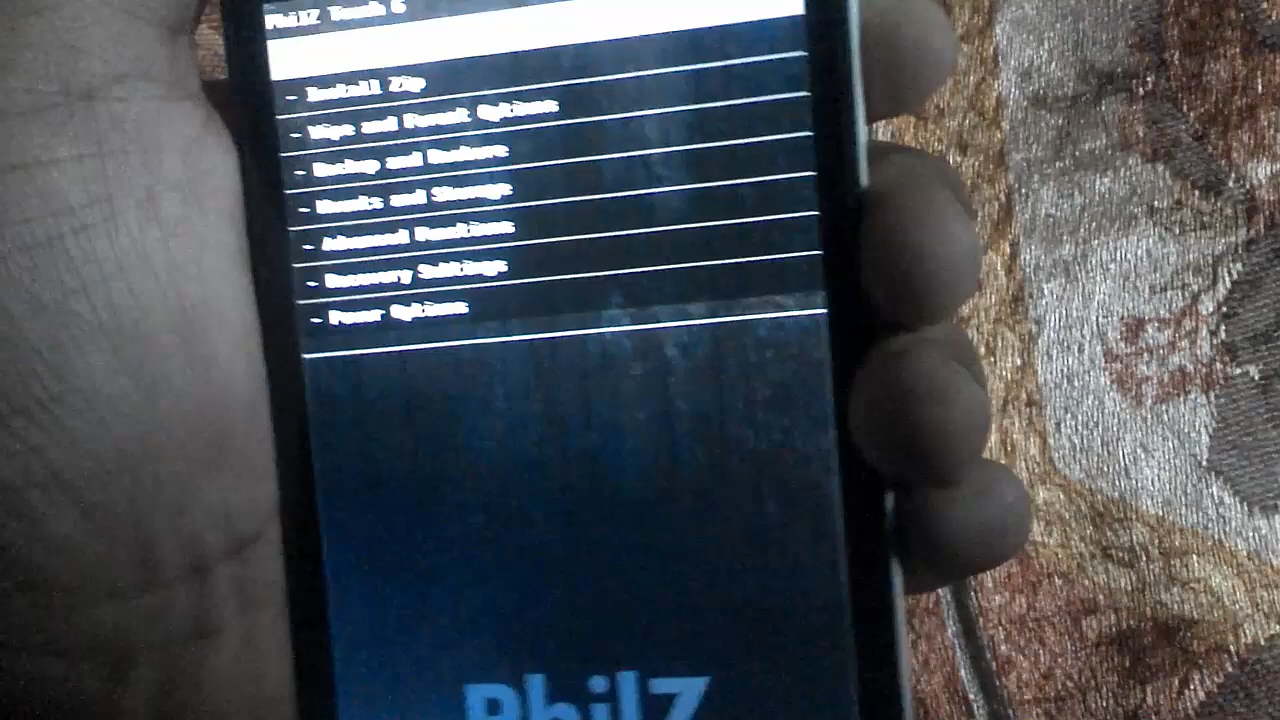 PhilZ Touch 6
- Install Zip
- Wipe and Format Options
- Backup and Restore
- Mounts and Storage
- Advanced Functions
- Recovery Settings
- Power Options
PhilZ